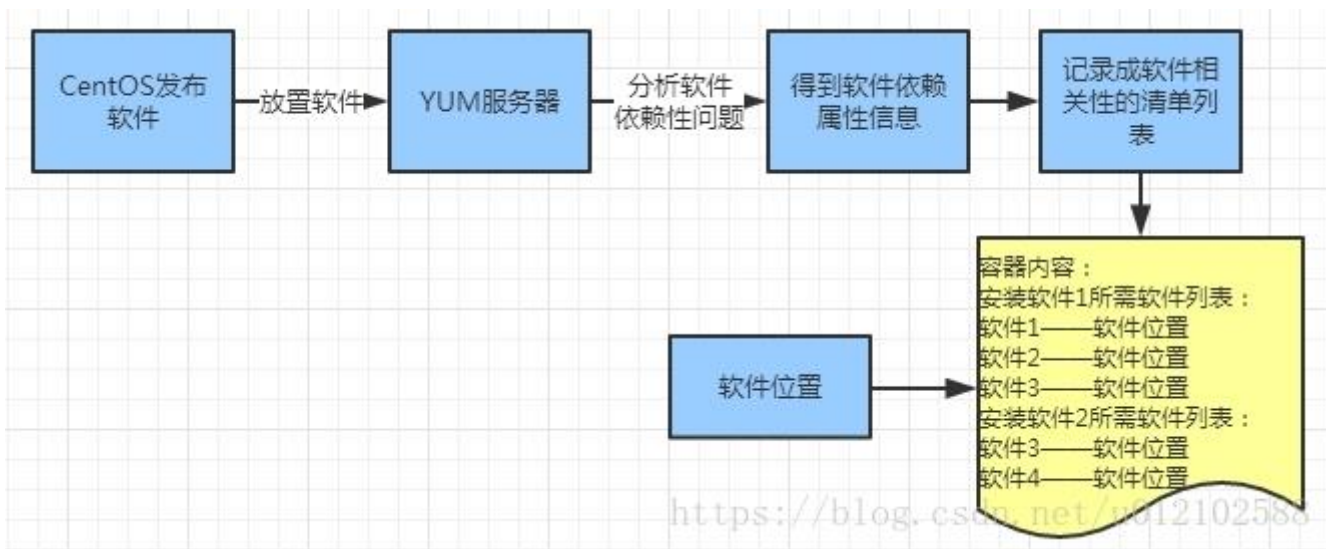 CentOS发布
软件
放置软件
YUM服务器
分析软件
依赖性问题
得到软件依赖
属性信息
记录成软件相
关性的清单列
表
容器内容：
安装软件1所需软件列表：
软件1——软件位置
软件2——软件位置
软件3——软件位置
安装软件2所需软件列表：
软件3——软件位置
软件4——软件位置
软件位置
https://blog.csdn.net/u012102588